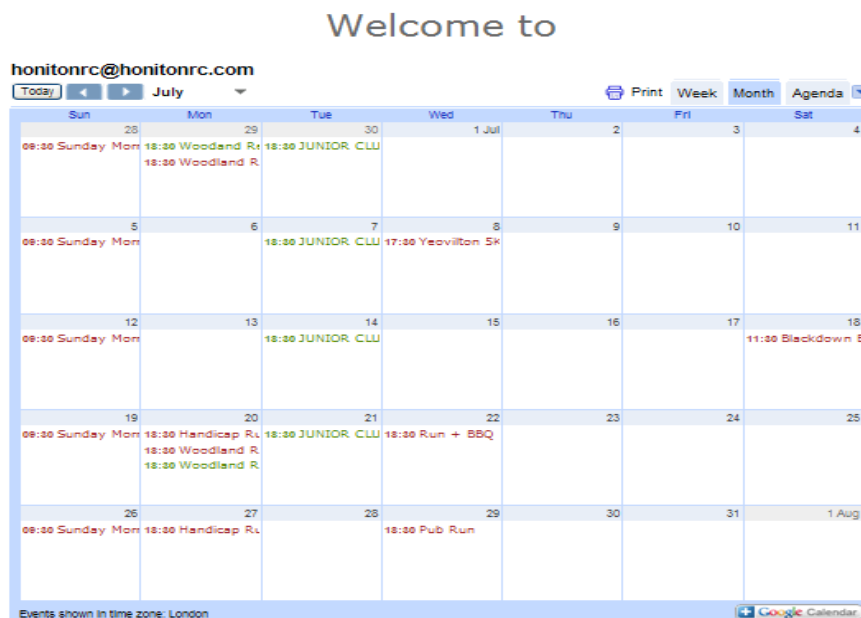 Welcome to
honitonrc@honitonrc.com
Today July Print Week Month Agenda
Sun Mon Tue Wed Thu Fri Sat
28 29 30 1 Jul 2 3 4
09:30 Sunday Morr 18:30 Woodand Re 18:30 JUNIOR CLU
18:30 Woodland R
5 6 7 8 9 10 11
09:30 Sunday Morr 18:30 JUNIOR CLU 17:30 Yeovilton 5K
12 13 14 15 16 17 18
09:30 Sunday Morr 18:30 JUNIOR CLU 11:30 Blackdown B
19 20 21 22 23 24 25
09:30 Sunday Morr 18:30 Handicap Ru 18:30 JUNIOR CLU 18:30 Run + BBQ
18:30 Woodland R
18:30 Woodland R
26 27 28 29 30 31 1 Aug
09:30 Sunday Morr 18:30 Handicap Ru 18:30 Pub Run
Events shown in time zone: London
Google Calendar